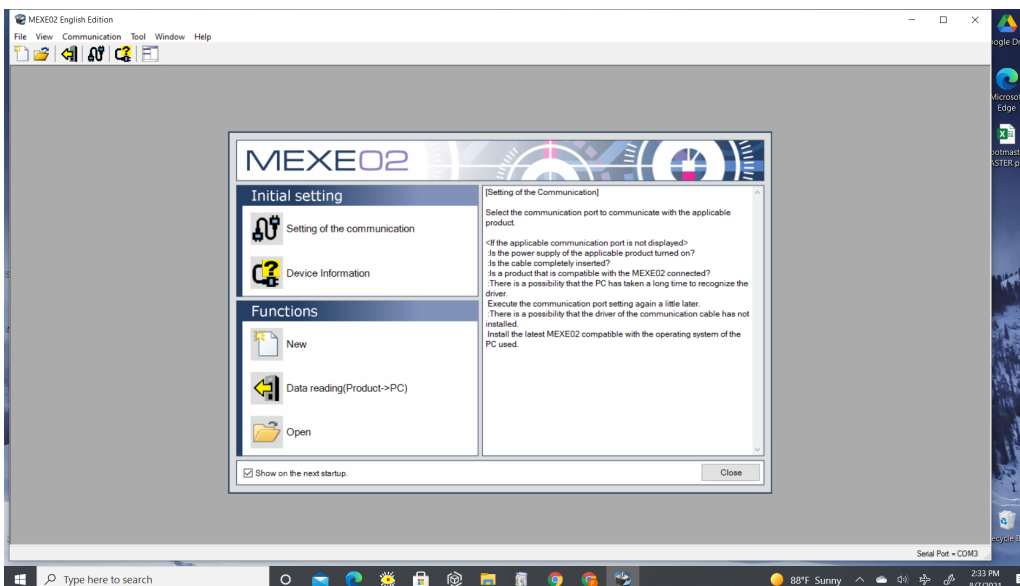 MEXE02 English Edition
File View Communication Tool Window Help
Microsoft
Edge
MEXE02
Initial setting
Setting of the communication
Device Information
Functions
New
Data reading(Product->PC)
Open
[Setting of the Communication]
Select the communication port to communicate with the applicable
product.
<If the applicable communication port is not displayed>
:Is the power supply of the applicable product turned on?
:Is the cable completely inserted?
:Is a product that is compatible with the MEXE02 connected?
:There is a possibility that the PC has taken a long time to recognize the
driver.
Execute the communication port setting again a little later.
:There is a possibility that the driver of the communication cable has not
installed.
Install the latest MEXE02 compatible with the operating system of the
PC used.
Show on the next startup.
Close
Serial Port = COM3
Type here to search
88°F Sunny
2:33 PM